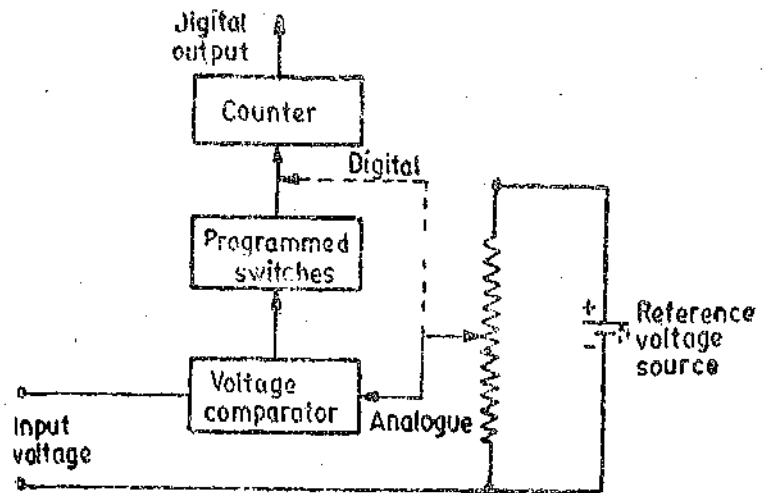 Digital
output
Counter
Digital
Programmed
switches
+
-
Reference
voltage
source
Voltage
comparator
Analogue
Input
voltage